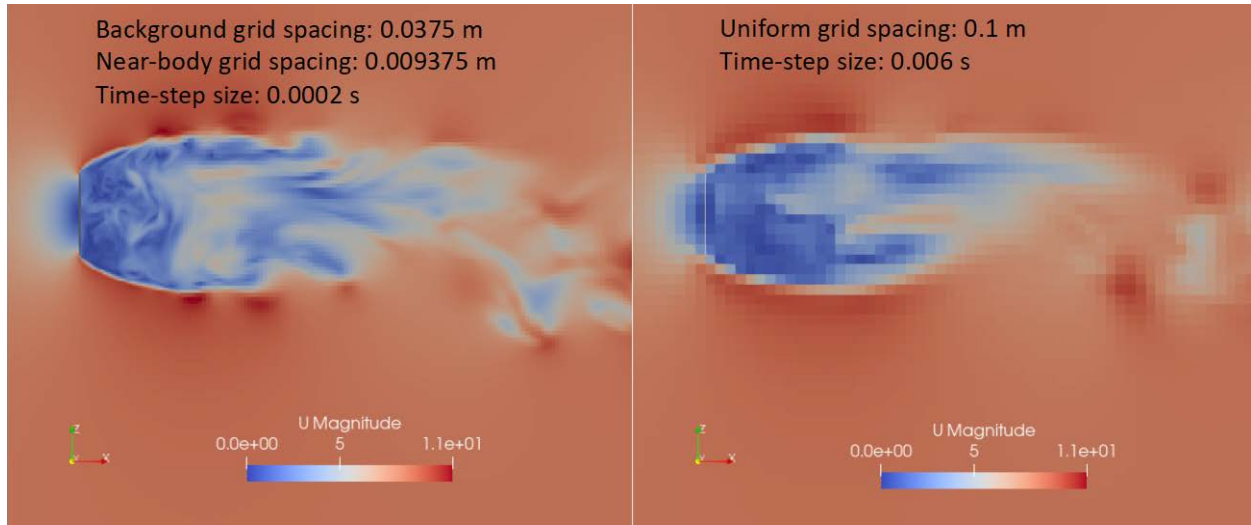 Background grid spacing: 0.0375 m
Near-body grid spacing: 0.009375 m
Time-step size: 0.0002 s
Z
Y
X
U Magnitude
0.0e+00 5 1.1e+01
Uniform grid spacing: 0.1 m
Time-step size: 0.006 s
Z
Y
X
U Magnitude
0.0e+00 5 1.1e+01